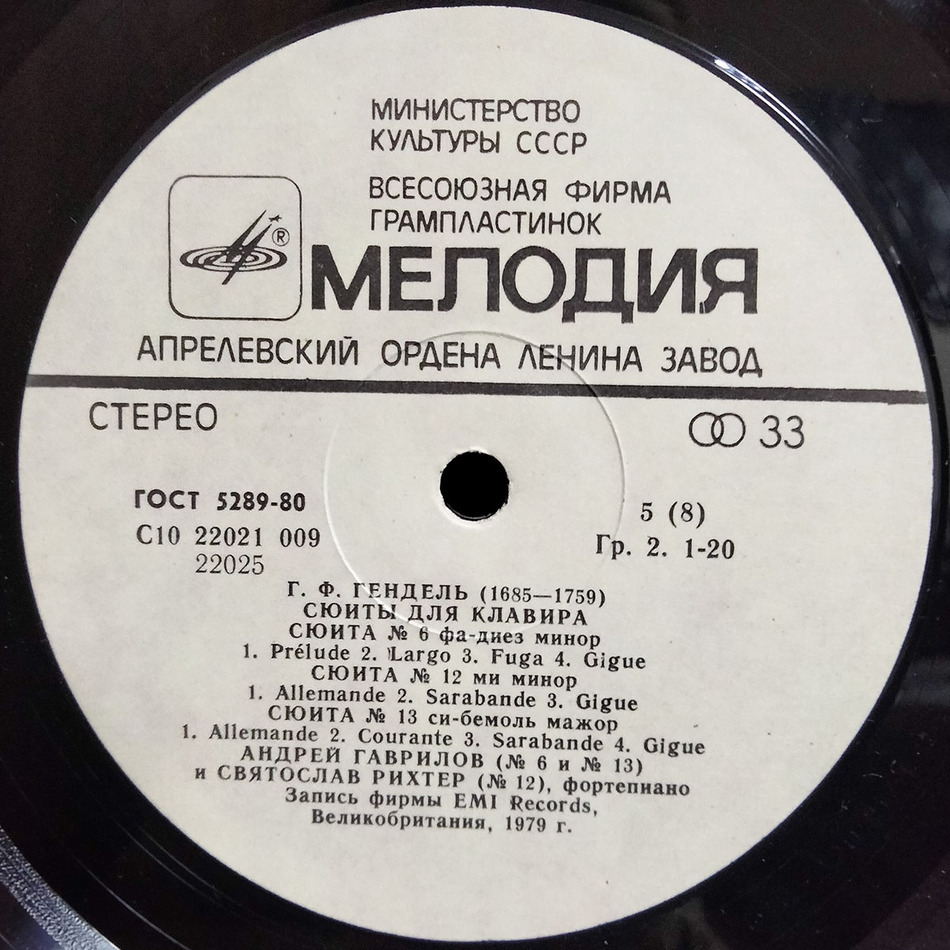 МИНИСТЕРСТВО
КУЛЬТУРЫ СССР
ВСЕСОЮЗНАЯ ФИРМА
ГРАМПЛАСТИНОК
®
МЕЛОДИЯ
АПРЕЛЕВСКИЙ ОРДЕНА ЛЕНИНА ЗАВОД
СТЕРЕО
33
ГОСТ 5289-80
5 (8)
С10 22021 009
Гр. 2. 1-20
22025
Г. Ф. ГЕНДЕЛЬ (1685—1759)
СЮИТЫ ДЛЯ КЛАВИРА
СЮИТА № 6 фа-диез минор
1. Prélude 2. Largo 3. Fuga 4. Gigue
СЮИТА № 12 ми минор
1. Allemande 2. Sarabande 3. Gigue
СЮИТА № 13 си-бемоль мажор
1. Allemande 2. Courante 3. Sarabande 4. Gigue
АНДРЕЙ ГАВРИЛОВ (№ 6 и № 13)
и СВЯТОСЛАВ РИХТЕР (№ 12), фортепиано
Запись фирмы EMI Records,
Великобритания, 1979 г.